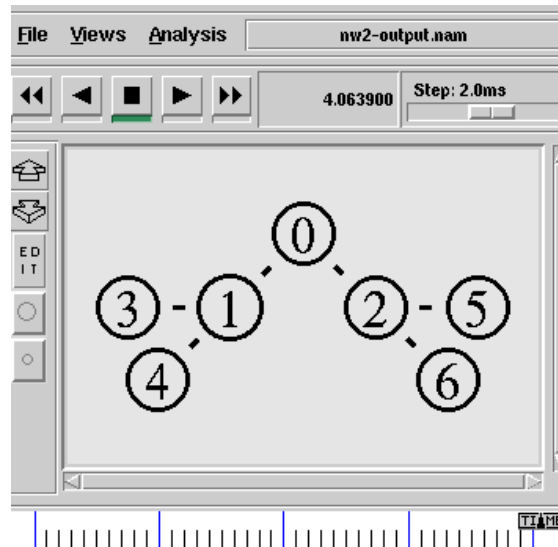 File Views Analysis nw2-output.nam
4.063900 Step: 2.0ms
ED
IT
0
3 1 2 5
4 6
TIME